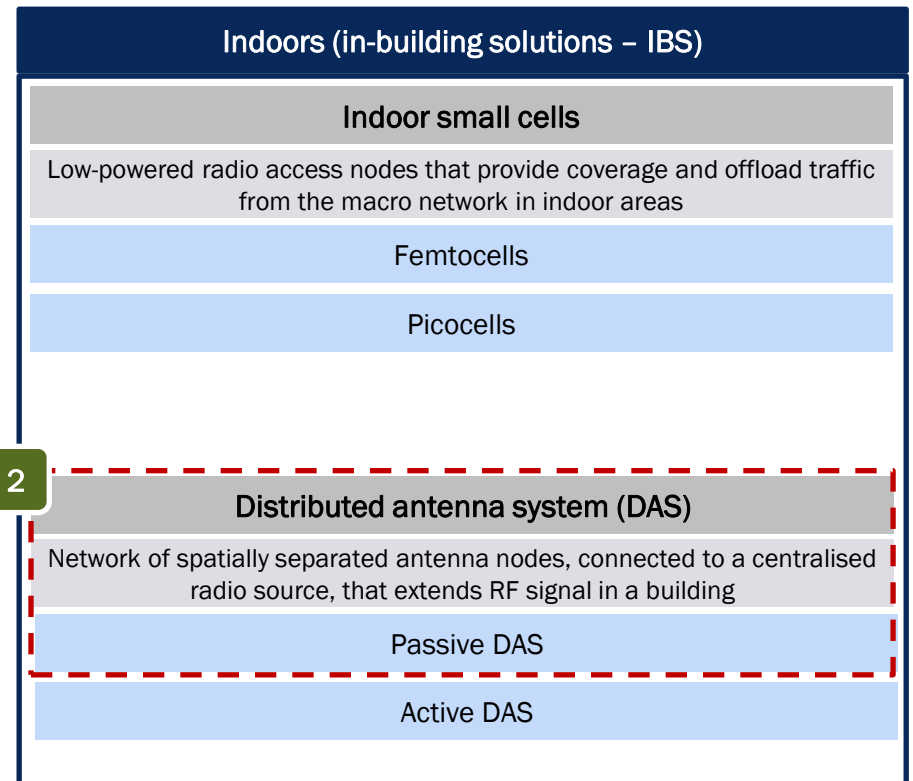 Indoors (in-building solutions – IBS)
Indoor small cells
Low-powered radio access nodes that provide coverage and offload traffic
from the macro network in indoor areas
Femtocells
Picocells
2
Distributed antenna system (DAS)
Network of spatially separated antenna nodes, connected to a centralised
radio source, that extends RF signal in a building
Passive DAS
Active DAS